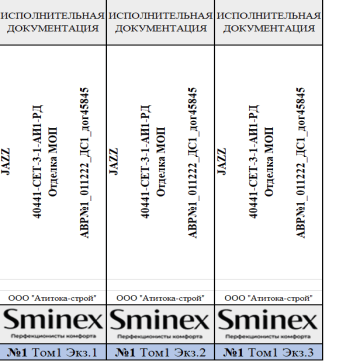 ИСПОЛНИТЕЛЬНАЯ ДОКУМЕНТАЦИЯ
JAZZ
40441-СЕТ-3-1-АИ1-РД
Отделка МОП
АВР№1_011222_ДС1_дог45845
ООО "Атитока-строй"
Sminex
Перфекционисты комфорта
№1 Том1 Экз.1
ИСПОЛНИТЕЛЬНАЯ ДОКУМЕНТАЦИЯ
JAZZ
40441-СЕТ-3-1-АИ1-РД
Отделка МОП
АВР№1_011222_ДС1_дог45845
ООО "Атитока-строй"
Sminex
Перфекционисты комфорта
№1 Том1 Экз.2
ИСПОЛНИТЕЛЬНАЯ ДОКУМЕНТАЦИЯ
JAZZ
40441-СЕТ-3-1-АИ1-РД
Отделка МОП
АВР№1_011222_ДС1_дог45845
ООО "Атитока-строй"
Sminex
Перфекционисты комфорта
№1 Том1 Экз.3